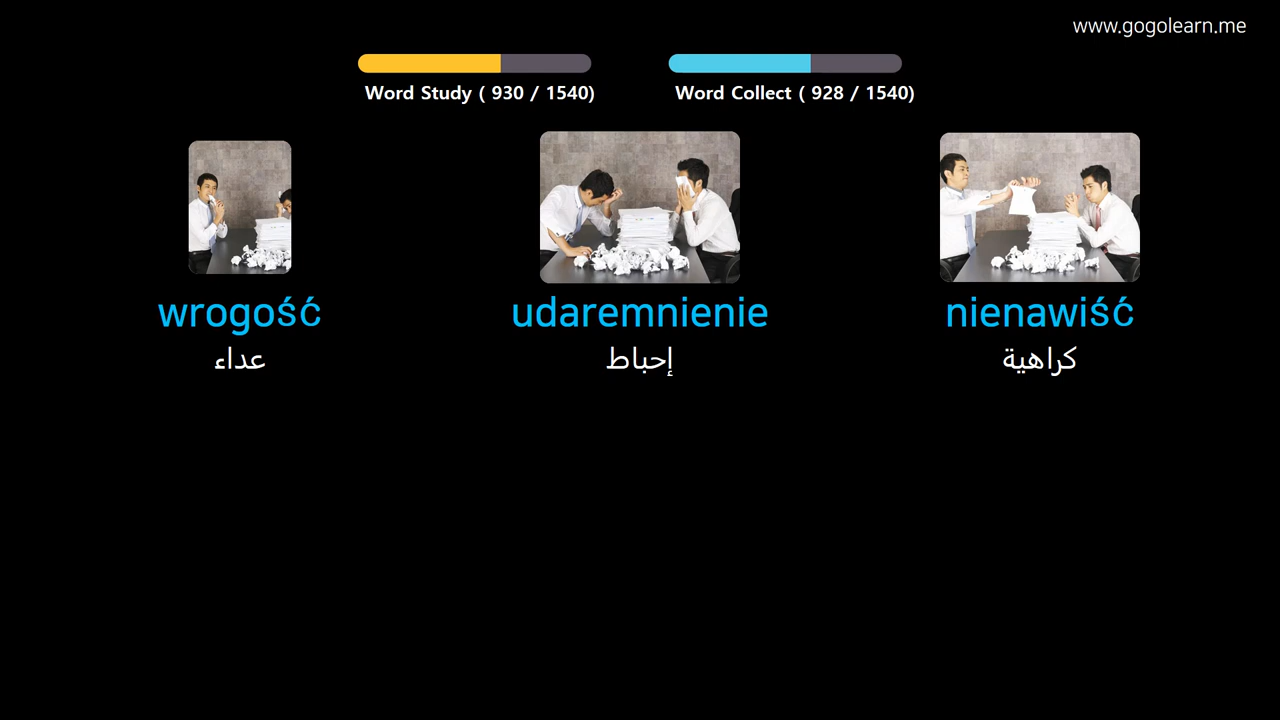 www.gogolearn.me
Word Study ( 930 / 1540)
Word Collect ( 928 / 1540)
wrogość
عداء
udaremnienie
إحباط
nienawiść
كراهية